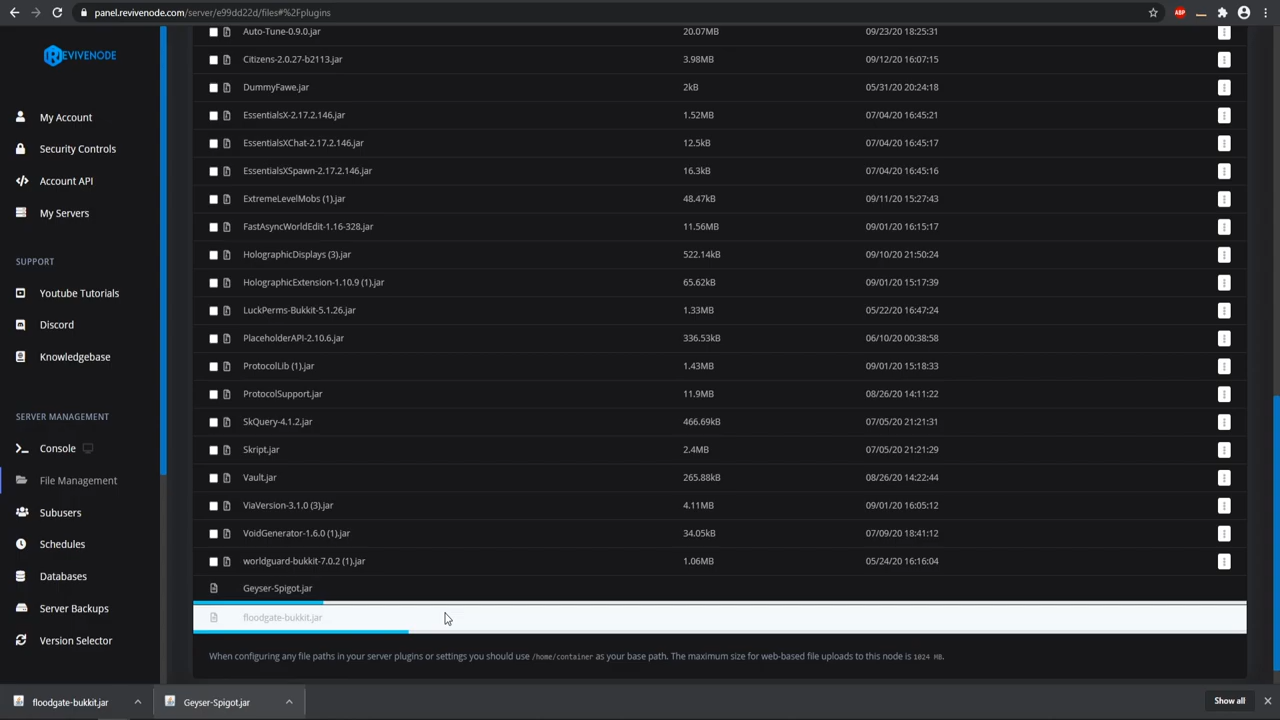 panel.revivenode.com/server/e99dd22d/files#%2Fplugins
ABP
REVIVENODE
My Account
Security Controls
Account API
My Servers
SUPPORT
Youtube Tutorials
Discord
Knowledgebase
SERVER MANAGEMENT
Console
File Management
Subusers
Schedules
Databases
Server Backups
Version Selector
Auto-Tune-0.9.0.jar 20.07MB 09/23/20 18:25:31
Citizens-2.0.27-b2113.jar 3.98MB 09/12/20 16:07:15
DummyFawe.jar 2kB 05/31/20 20:24:18
EssentialsX-2.17.2.146.jar 1.52MB 07/04/20 16:45:21
EssentialsXChat-2.17.2.146.jar 12.5kB 07/04/20 16:45:17
EssentialsXSpawn-2.17.2.146.jar 16.3kB 07/04/20 16:45:16
ExtremeLevelMobs (1).jar 48.47kB 09/11/20 15:27:43
FastAsyncWorldEdit-1.16-328.jar 11.56MB 09/01/20 16:15:17
HolographicDisplays (3).jar 522.14kB 09/10/20 21:50:24
HolographicExtension-1.10.9 (1).jar 65.62kB 09/01/20 15:17:39
LuckPerms-Bukkit-5.1.26.jar 1.33MB 05/22/20 16:47:24
PlaceholderAPI-2.10.6.jar 336.53kB 06/10/20 00:38:58
ProtocolLib (1).jar 1.43MB 09/01/20 15:18:33
ProtocolSupport.jar 11.9MB 08/26/20 14:11:22
SkQuery-4.1.2.jar 466.69kB 07/05/20 21:21:31
Skript.jar 2.4MB 07/05/20 21:21:29
Vault.jar 265.88kB 08/26/20 14:22:44
ViaVersion-3.1.0 (3).jar 4.11MB 09/01/20 16:05:12
VoidGenerator-1.6.0 (1).jar 34.05kB 07/09/20 18:41:12
worldguard-bukkit-7.0.2 (1).jar 1.06MB 05/24/20 16:16:04
Geyser-Spigot.jar
floodgate-bukkit.jar
When configuring any file paths in your server plugins or settings you should use /home/container as your base path. The maximum size for web-based file uploads to this node is 1024 MB.
floodgate-bukkit.jar
Geyser-Spigot.jar
Show all